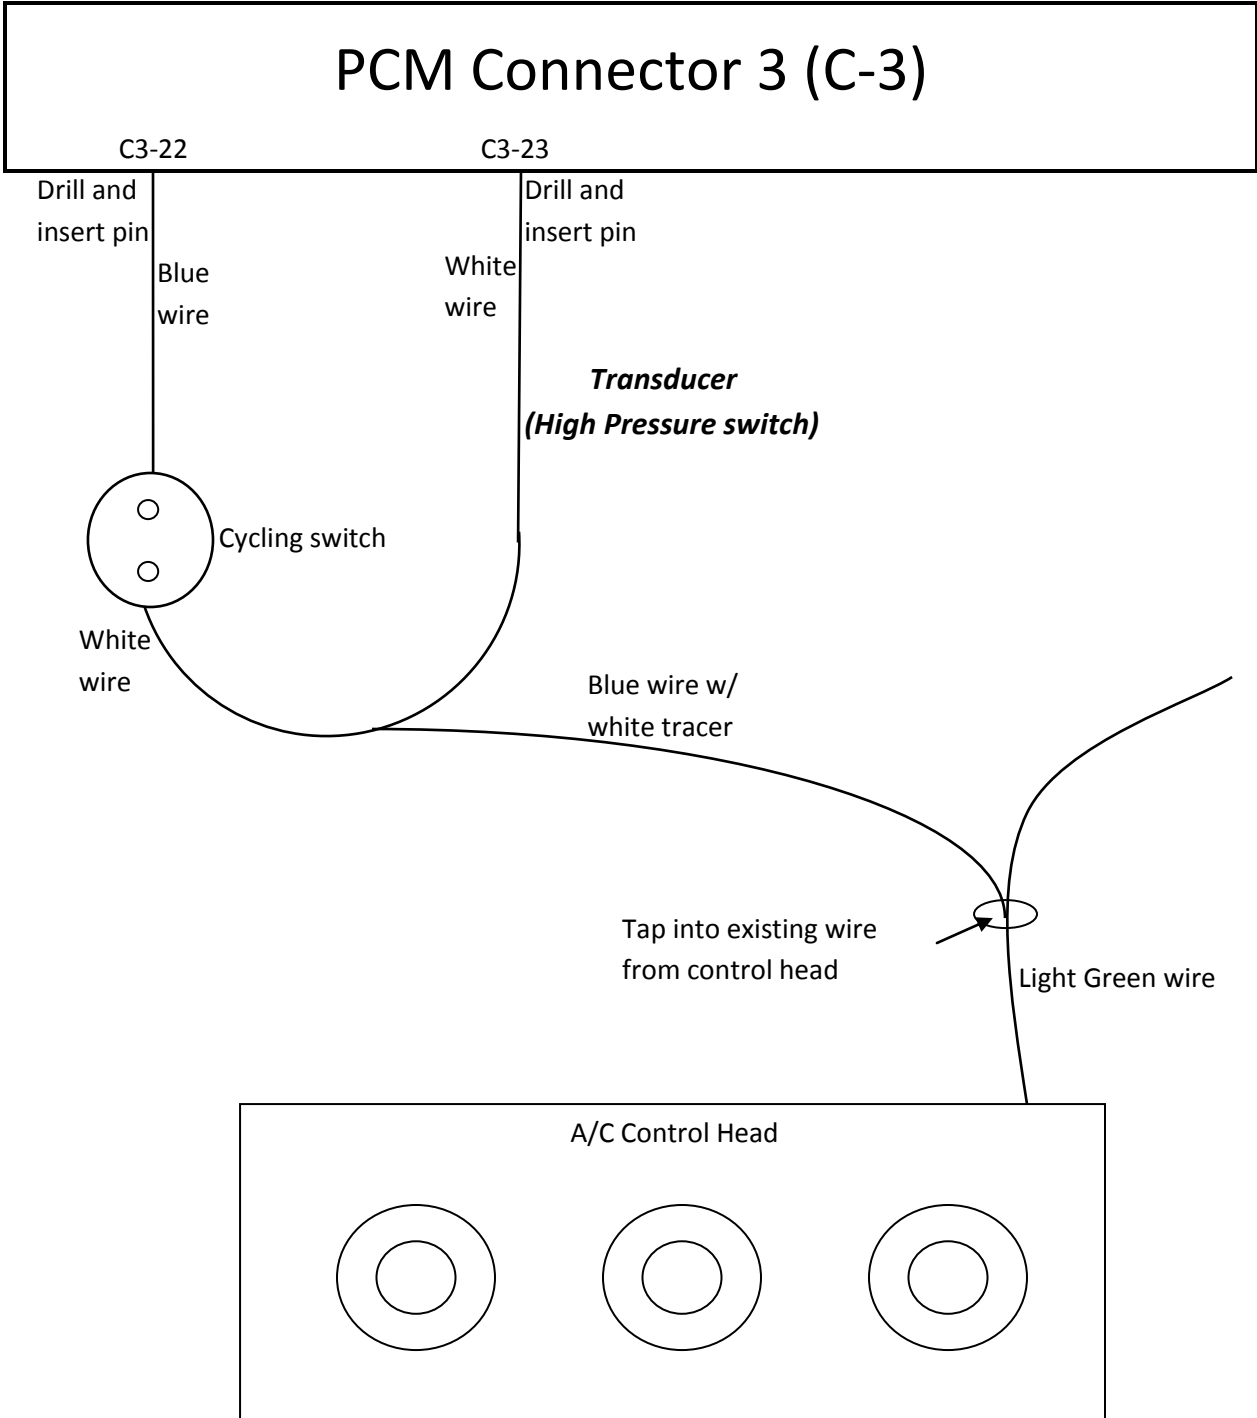 PCM Connector 3 (C-3)
C3-22
C3-23
Drill and
insert pin
Drill and
insert pin
Blue
wire
White
wire
Transducer
(High Pressure switch)
Cycling switch
White
wire
Blue wire w/
white tracer
Tap into existing wire
from control head
Light Green wire
A/C Control Head